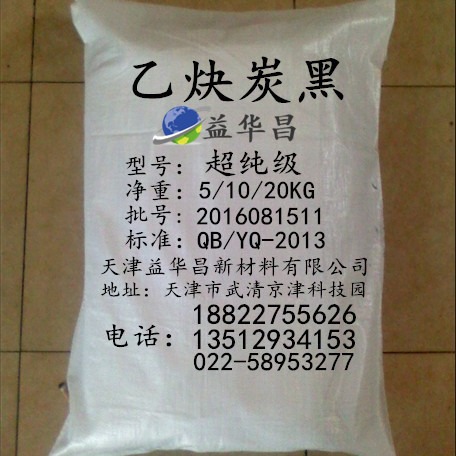 乙炔炭黑
益华昌
型号：超纯级
净重：5/10/20KG
批号：2016081511
标准：QB/YQ-2013
天津益华昌新材料有限公司
地址：天津市武清京津科技园
电话：18822755626
13512934153
022-58953277